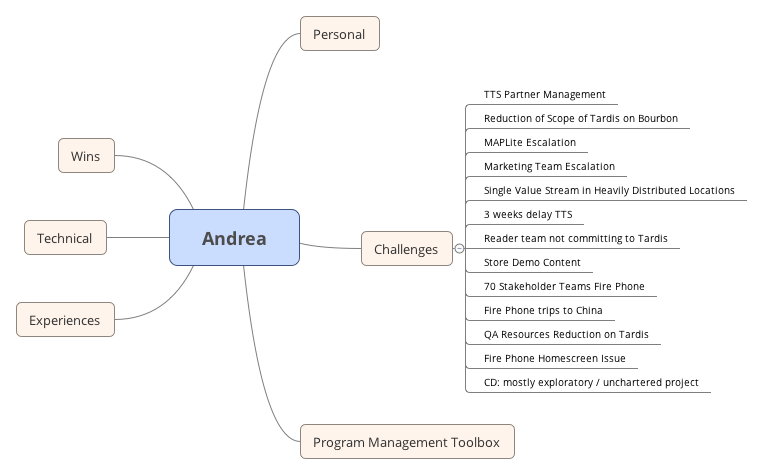 Personal
Wins
Technical
Experiences
Andrea
Challenges
TTS Partner Management
Reduction of Scope of Tardis on Bourbon
MAPLite Escalation
Marketing Team Escalation
Single Value Stream in Heavily Distributed Locations
3 weeks delay TTS
Reader team not committing to Tardis
Store Demo Content
70 Stakeholder Teams Fire Phone
Fire Phone trips to China
QA Resources Reduction on Tardis
Fire Phone Homescreen Issue
CD: mostly exploratory / unchartered project
Program Management Toolbox